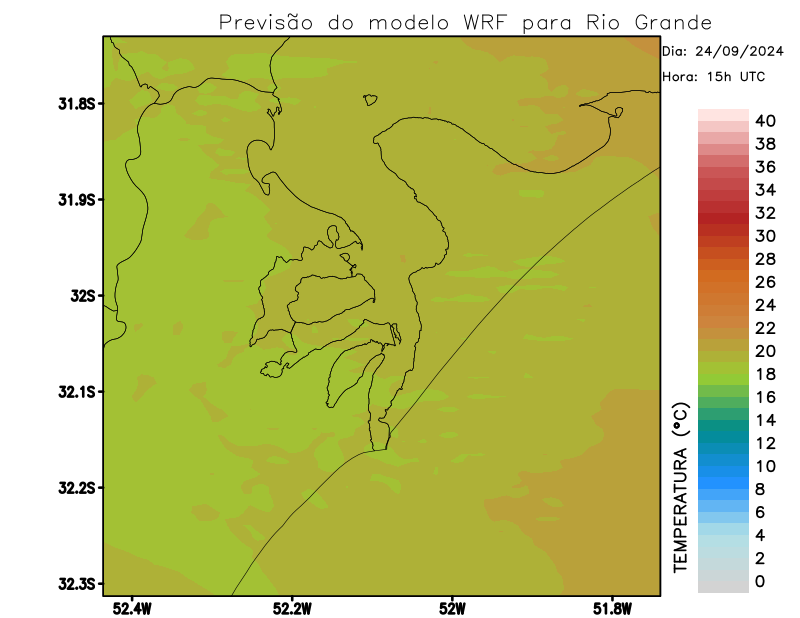 Previsão do modelo WRF para Rio Grande
Dia: 24/09/2024
Hora: 15h UTC
31.8S
31.9S
32S
32.1S
32.2S
32.3S
52.4W
52.2W
52W
51.8W
TEMPERATURA (°C)
40
38
36
34
32
30
28
26
24
22
20
18
16
14
12
10
8
6
4
2
0